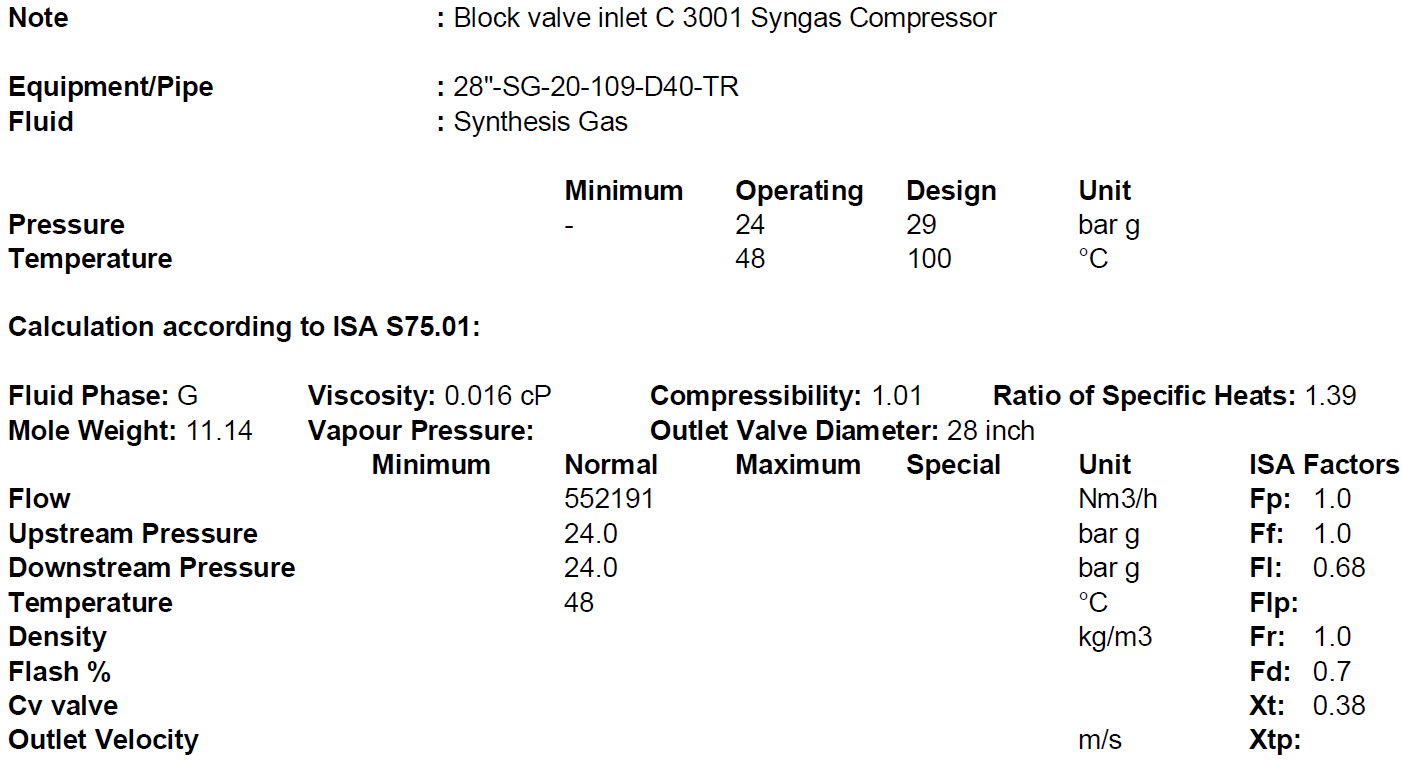 Note : Block valve inlet C 3001 Syngas Compressor
Equipment/Pipe : 28"-SG-20-109-D40-TR
Fluid : Synthesis Gas
Minimum Operating Design Unit
Pressure - 24 29 bar g
Temperature 48 100 °C
Calculation according to ISA S75.01:
Fluid Phase: G Viscosity: 0.016 cP Compressibility: 1.01 Ratio of Specific Heats: 1.39
Mole Weight: 11.14 Vapour Pressure: Outlet Valve Diameter: 28 inch
Minimum Normal Maximum Special Unit ISA Factors
Flow 552191 Nm3/h Fp: 1.0
Upstream Pressure 24.0 bar g Ff: 1.0
Downstream Pressure 24.0 bar g Fl: 0.68
Temperature 48 °C Flp:
Density kg/m3 Fr: 1.0
Flash % Fd: 0.7
Cv valve Xt: 0.38
Outlet Velocity m/s Xtp: